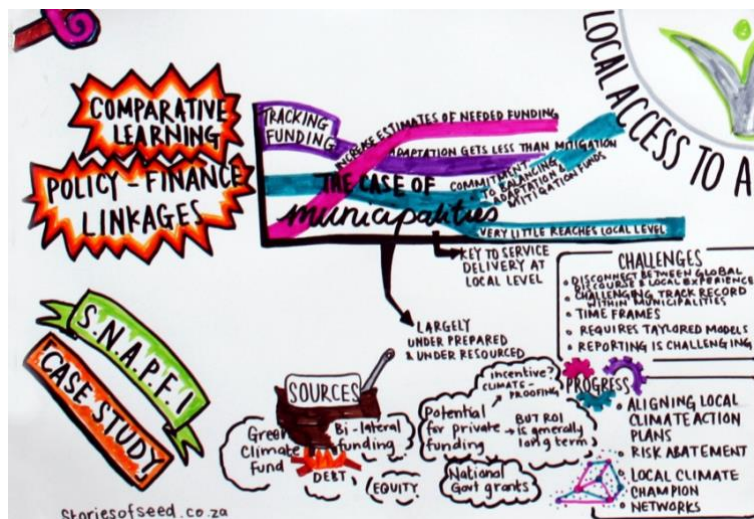 COMPARATIVE
LEARNING
POLICY - FINANCE
LINKAGES
TRACKING
FUNDING
INCREASE ESTIMATES OF NEEDED FUNDING
ADAPTATION GETS LESS THAN MITIGATION
THE CASE OF
municipalities
COMMITMENT
TO BALANCING
ADAPTATION &
MITIGATION FUNDS
VERY LITTLE REACHES LOCAL LEVEL
KEY TO SERVICE
DELIVERY AT
LOCAL LEVEL
LARGELY
UNDER PREPARED
& UNDER RESOURCED
LOCAL ACCESS TO A
CHALLENGES
• DISCONNECT BETWEEN GLOBAL
DISCOURSE & LOCAL EXPERIENCE
• CHALLENGING TRACK RECORD
WITHIN MUNICIPALITIES
• TIME FRAMES
• REQUIRES TAYLORED MODELS
• REPORTING IS CHALLENGING
S.N.A.P.F.I
CASE STUDY
SOURCES
Green
Climate
Fund
Bi-lateral
funding
DEBT
EQUITY
Potential
for private
funding
incentive?
CLIMATE-
PROOFING
→ BUT ROI
is generally
long term
National
Govt grants
PROGRESS
• ALIGNING LOCAL
CLIMATE ACTION
PLANS
• RISK ABATEMENT
• LOCAL CLIMATE
CHAMPION
• NETWORKS
storiesofseed.co.za